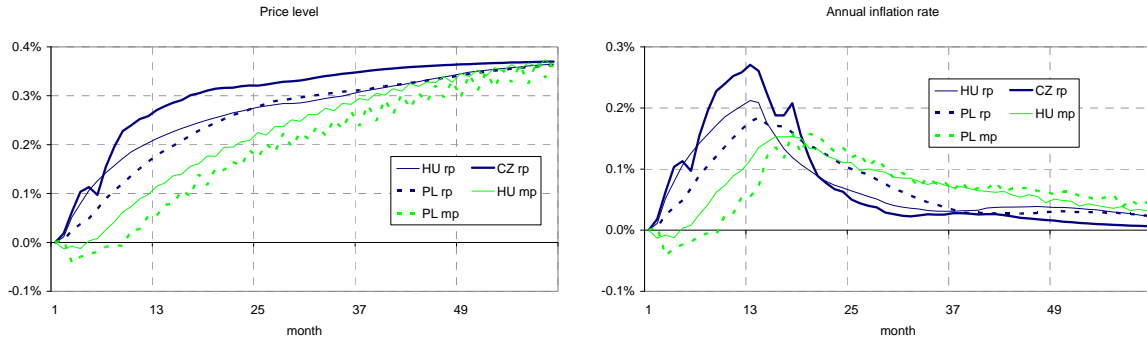 Price level
0.4%
0.3%
0.2%
0.1%
0.0%
-0.1%
1 13 25 37 49
month
HU rp CZ rp
PL rp HU mp
PL mp
Annual inflation rate
0.3%
0.2%
0.1%
0.0%
-0.1%
1 13 25 37 49
month
HU rp CZ rp
PL rp HU mp
PL mp